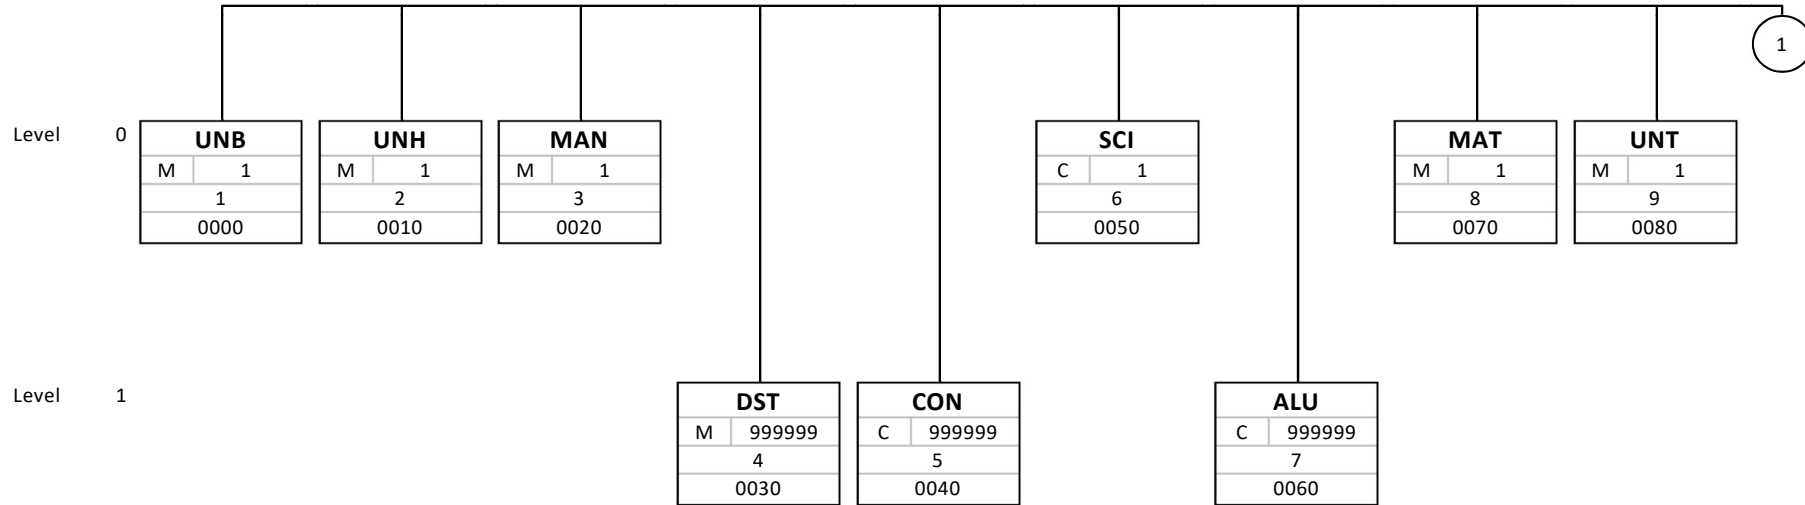 1
Level 0
UNB UNH MAN SCI MAT UNT
M 1 M 1 M 1 C 1 M 1 M 1
1 2 3 6 8 9
0000 0010 0020 0050 0070 0080
Level 1
DST CON ALU
M 999999 C 999999 C 999999
4 5 7
0030 0040 0060